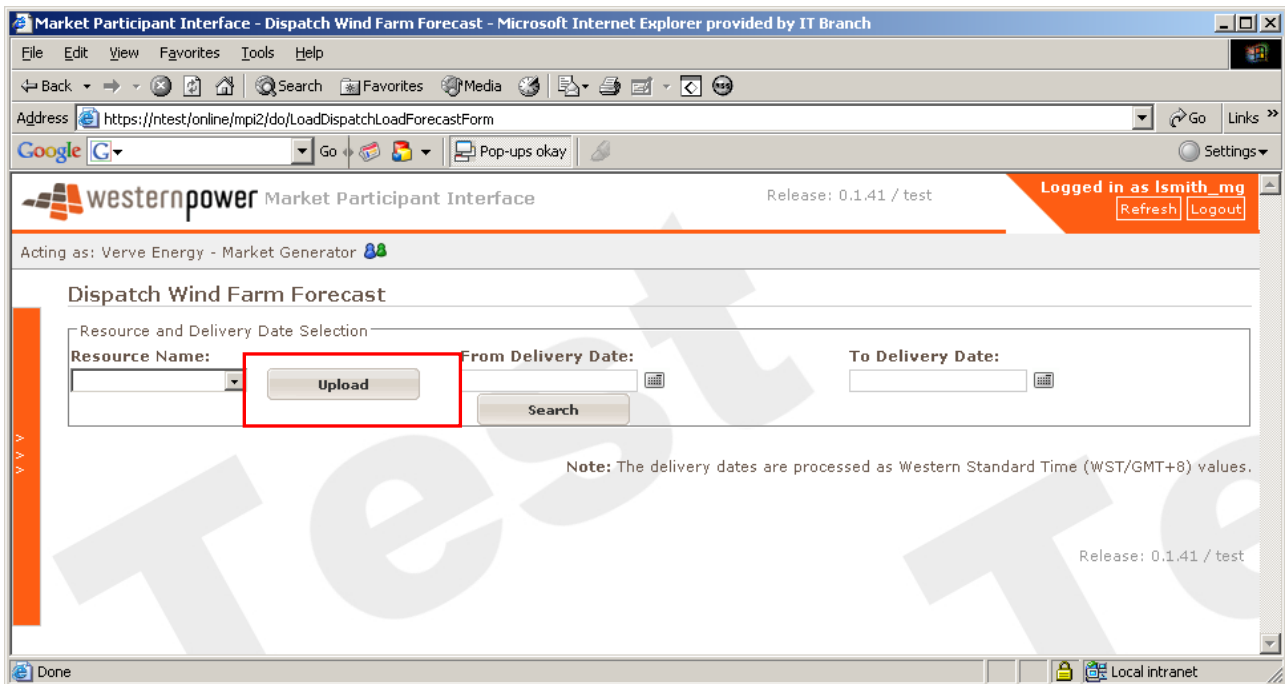 Market Participant Interface - Dispatch Wind Farm Forecast - Microsoft Internet Explorer provided by IT Branch
File Edit View Favorites Tools Help
Back Search Favorites Media
Address https://ntest/online/mpi2/do/LoadDispatchLoadForecastForm Go Links »
Google G Go Pop-ups okay Settings
westernpower Market Participant Interface Release: 0.1.41 / test Logged in as lsmith_mg
Refresh Logout
Acting as: Verve Energy - Market Generator
Dispatch Wind Farm Forecast
Resource and Delivery Date Selection
Resource Name: From Delivery Date: To Delivery Date:
Upload
Search
>
>
>
Note: The delivery dates are processed as Western Standard Time (WST/GMT+8) values.
Release: 0.1.41 / test
Test
Te
Done Local intranet